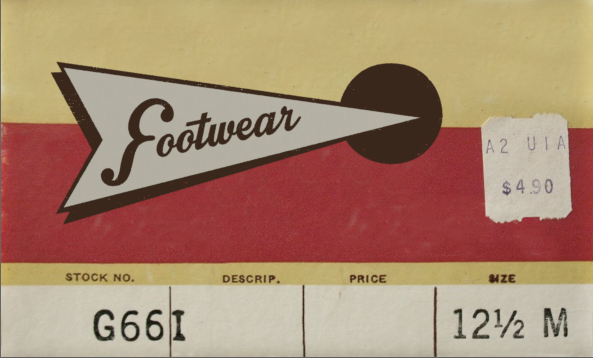 Footwear
A2 UIA
$4.90
STOCK NO. DESCRIP. PRICE SIZE
G66I 12½ M